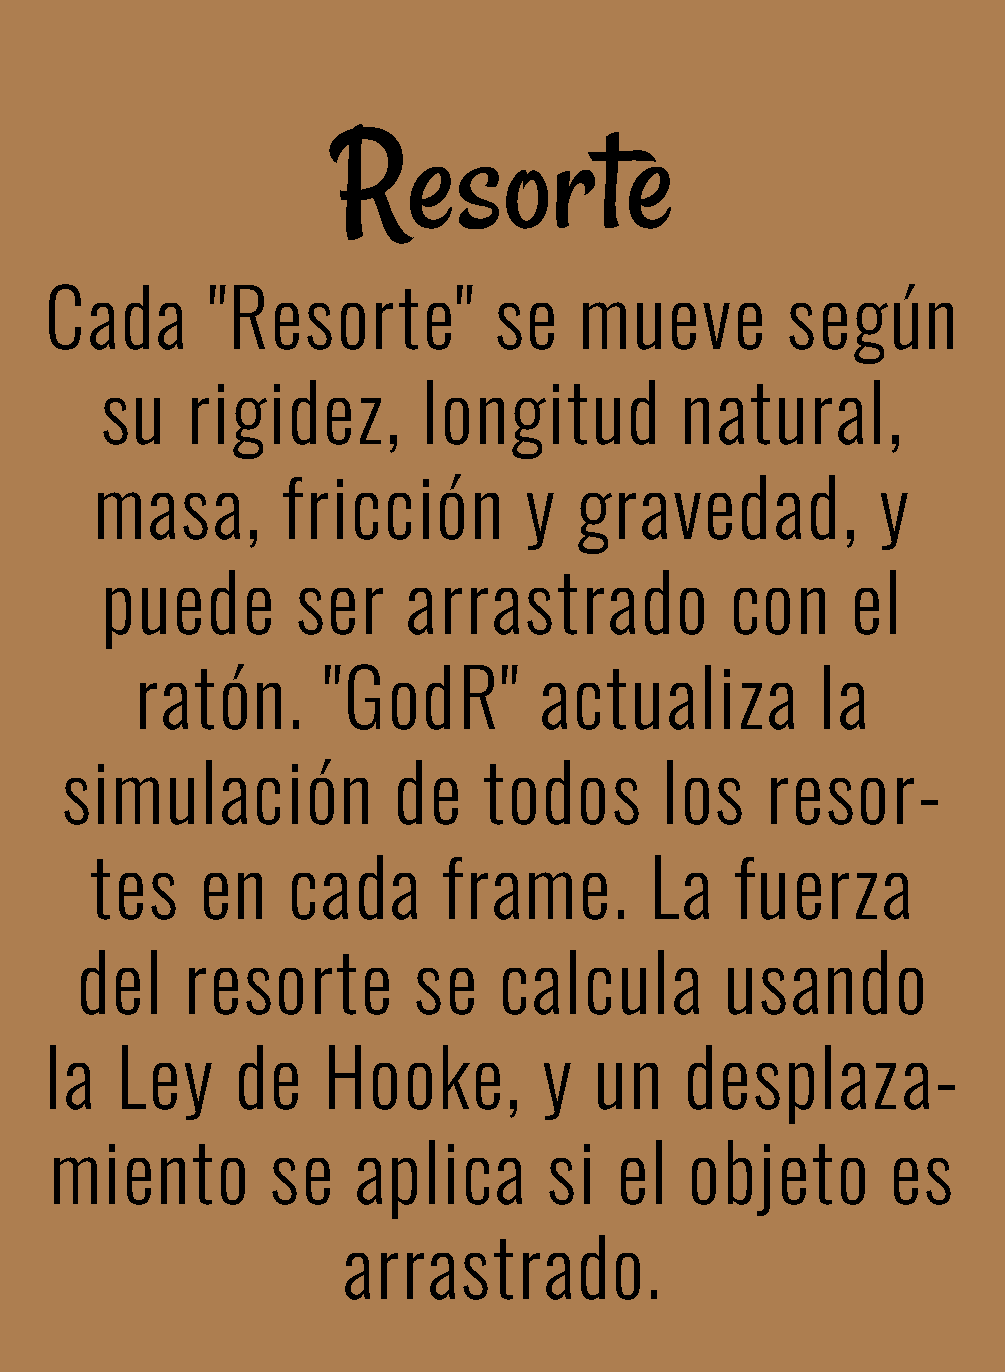 Resorte
Cada "Resorte" se mueve según
su rigidez, longitud natural,
masa, fricción y gravedad, y
puede ser arrastrado con el
ratón. "GodR" actualiza la
simulación de todos los resor-
tes en cada frame. La fuerza
del resorte se calcula usando
la Ley de Hooke, y un desplaza-
miento se aplica si el objeto es
arrastrado.